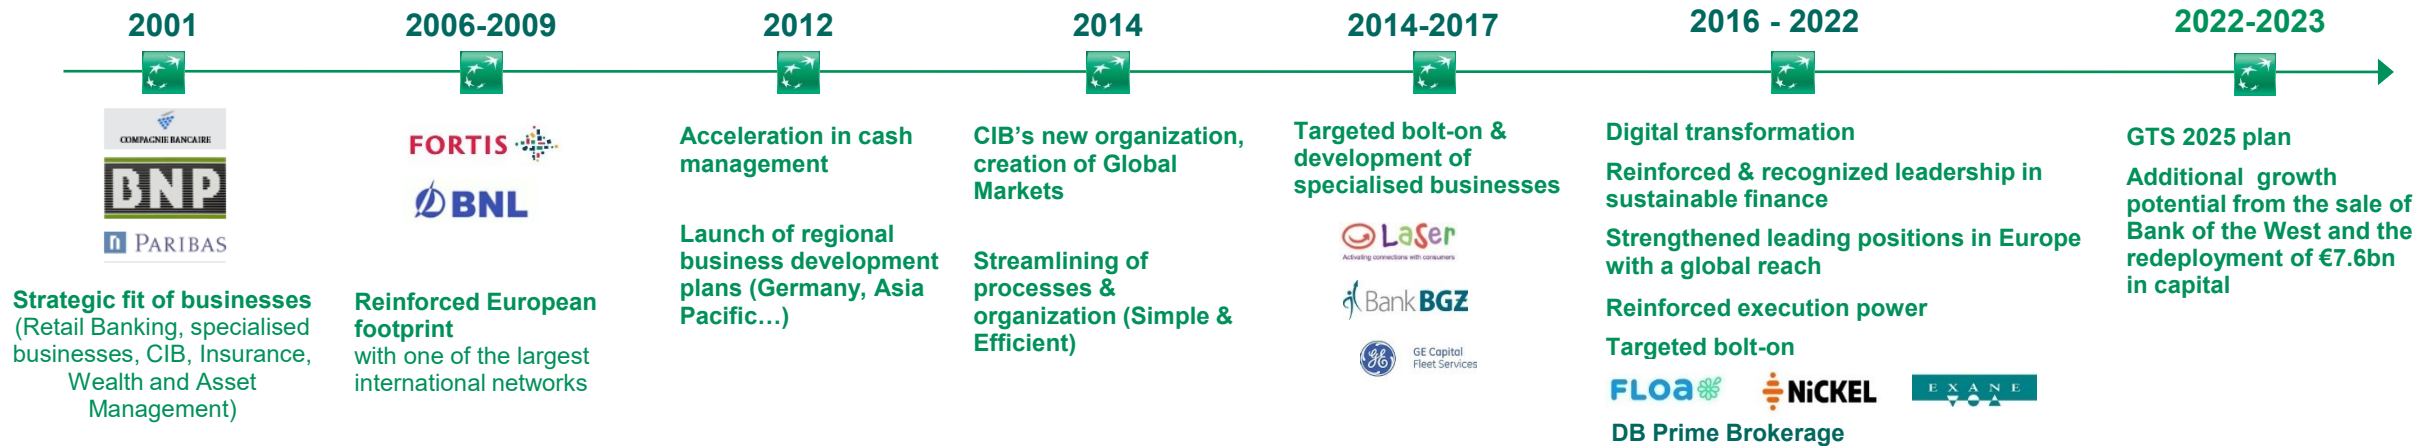 2001
COMPAGNIE BANCAIRE
BNP
PARIBAS
Strategic fit of businesses
(Retail Banking, specialised
businesses, CIB, Insurance,
Wealth and Asset
Management)
2006-2009
FORTIS
BNL
Reinforced European
footprint
with one of the largest
international networks
2012
Acceleration in cash
management
Launch of regional
business development
plans (Germany, Asia
Pacific…)
2014
CIB’s new organization,
creation of Global
Markets
Streamlining of
processes &
organization (Simple &
Efficient)
2014-2017
Targeted bolt-on &
development of
specialised businesses
LaSer
Activating connections with consumers
Bank BGZ
GE
GE Capital
Fleet Services
2016 - 2022
Digital transformation
Reinforced & recognized leadership in
sustainable finance
Strengthened leading positions in Europe
with a global reach
Reinforced execution power
Targeted bolt-on
FLOa
NiCKEL
EXANE
DB Prime Brokerage
2022-2023
GTS 2025 plan
Additional growth
potential from the sale of
Bank of the West and the
redeployment of €7.6bn
in capital